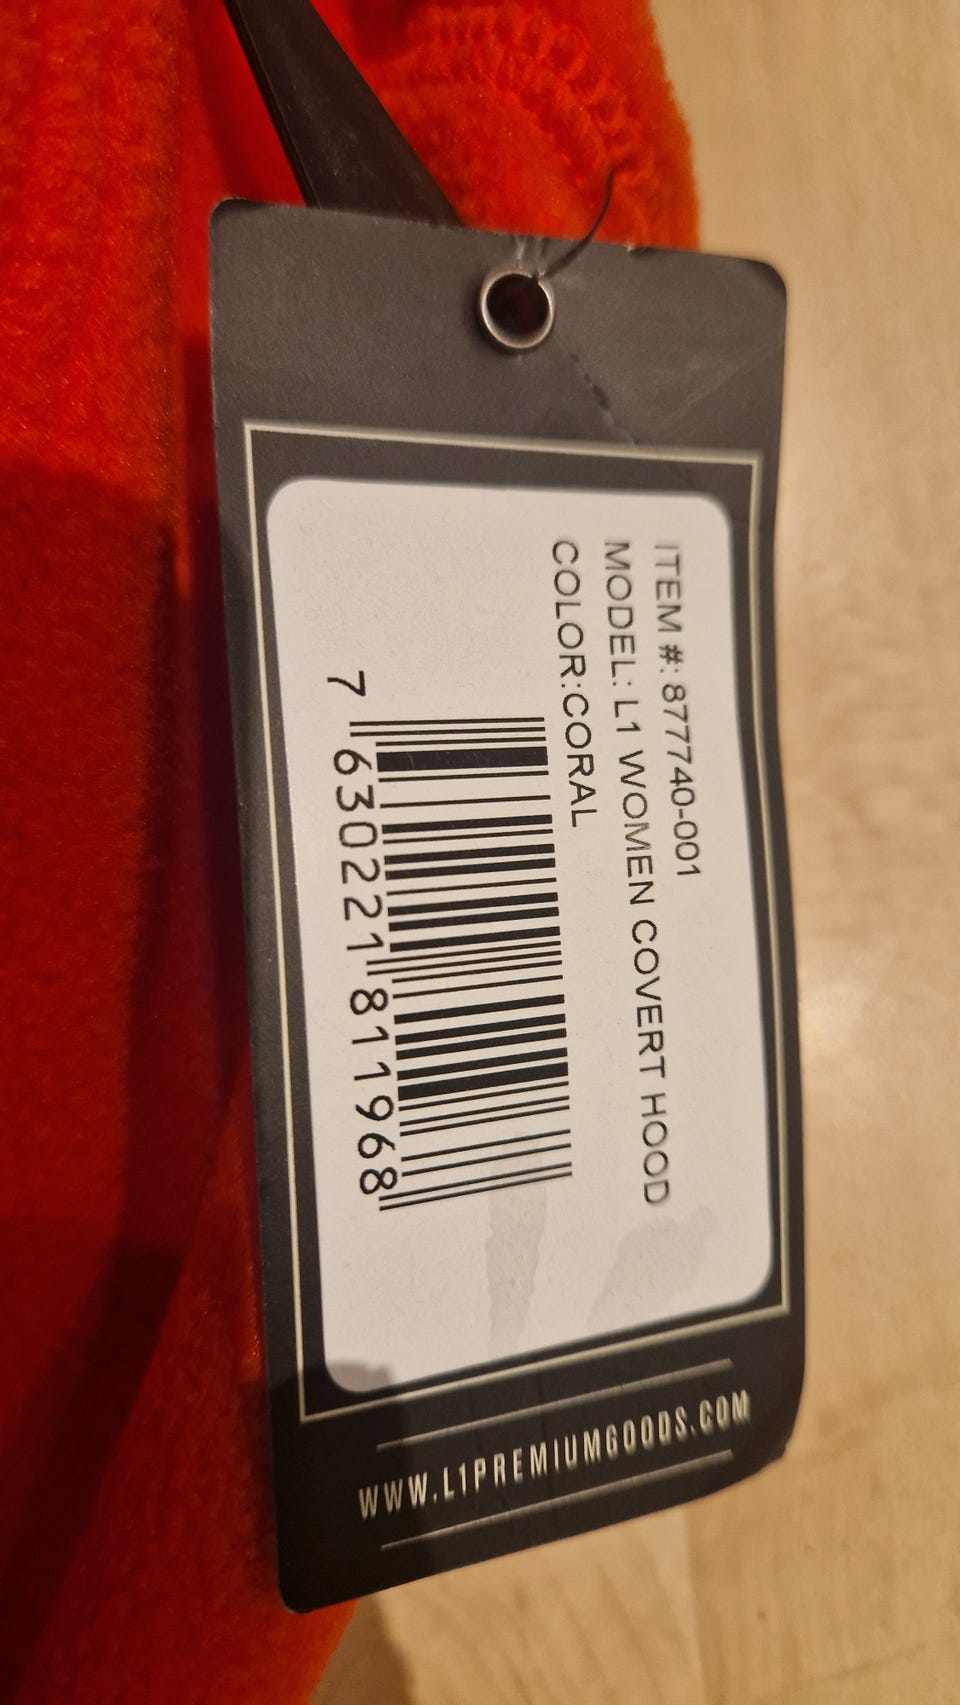 ITEM #: 877740-001
MODEL: L1 WOMEN COVERT HOOD
COLOR:CORAL
7 630221 811968
WWW.L1PREMIUMGOODS.COM